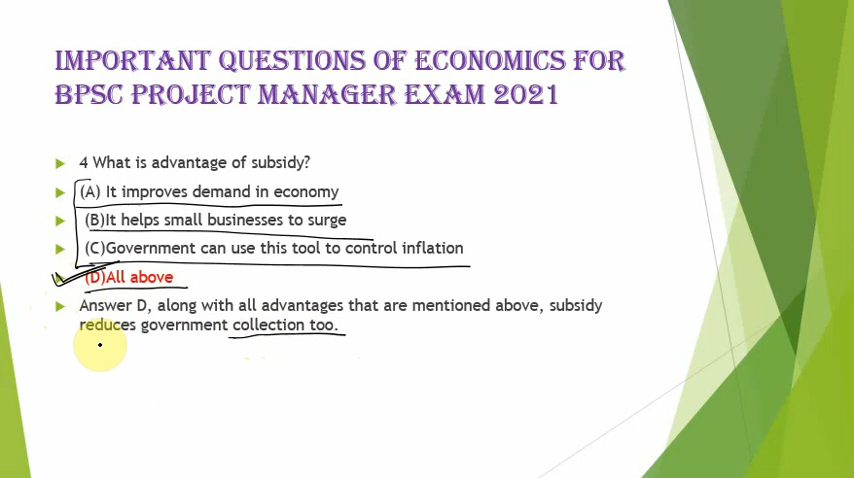 IMPORTANT QUESTIONS OF ECONOMICS FOR
BPSC PROJECT MANAGER EXAM 2021
4 What is advantage of subsidy?
(A) It improves demand in economy
(B)It helps small businesses to surge
(C)Government can use this tool to control inflation
(D)All above
Answer D, along with all advantages that are mentioned above, subsidy
reduces government collection too.